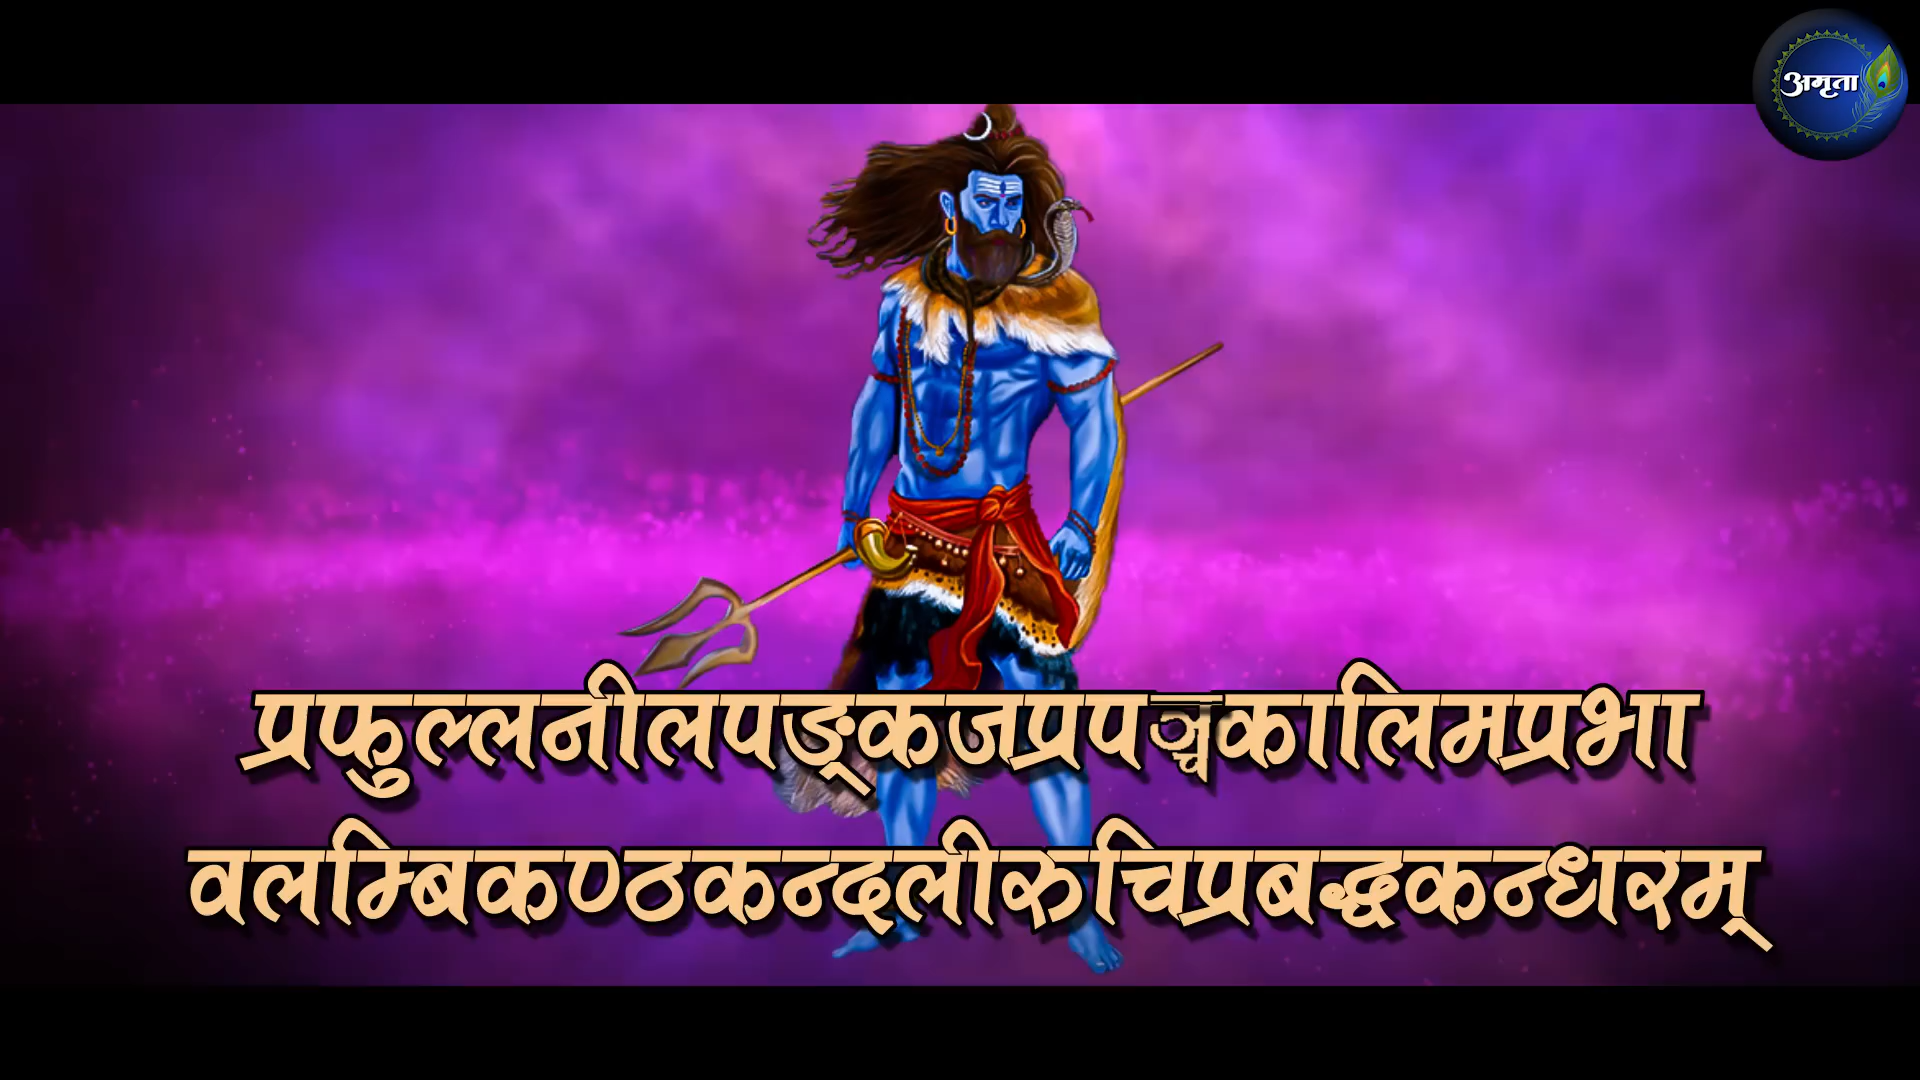 अमृता
प्रफुल्लनीलपङ्कजप्रपञ्चकालिमप्रभा
वलम्बिकण्ठकन्दलीरुचिप्रबद्धकन्धरम्